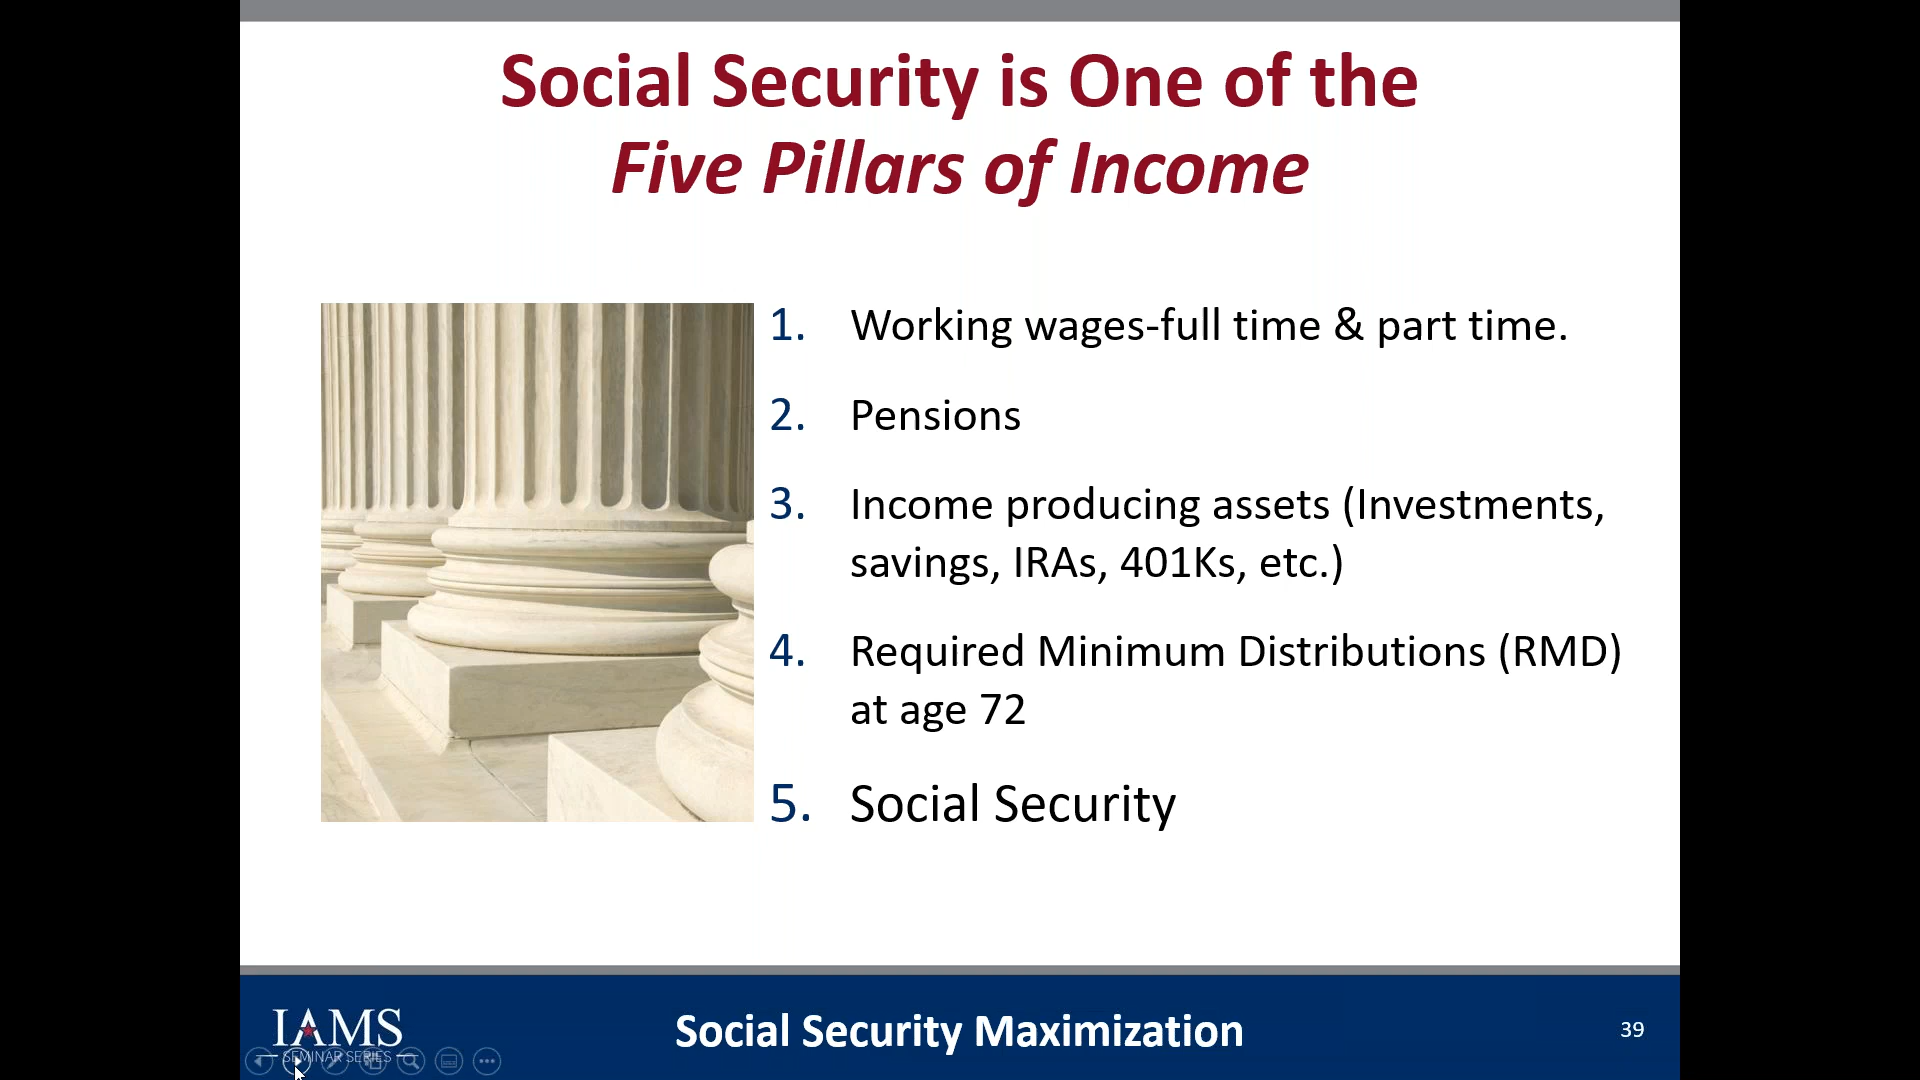 Social Security is One of the
Five Pillars of Income
1. Working wages-full time & part time.
2. Pensions
3. Income producing assets (Investments,
savings, IRAs, 401Ks, etc.)
4. Required Minimum Distributions (RMD)
at age 72
5. Social Security
IAMS
SEMINAR SERIES
Social Security Maximization
39